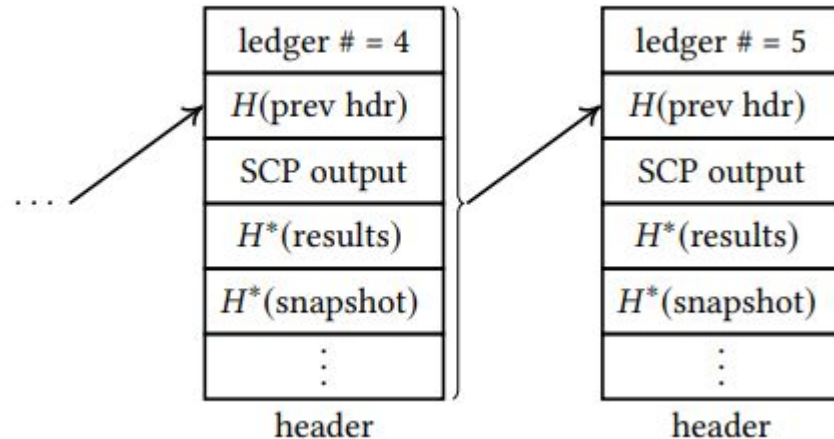 ledger # = 4
H(prev hdr)
SCP output
H*(results)
H*(snapshot)
⋮
header
...
ledger # = 5
H(prev hdr)
SCP output
H*(results)
H*(snapshot)
⋮
header